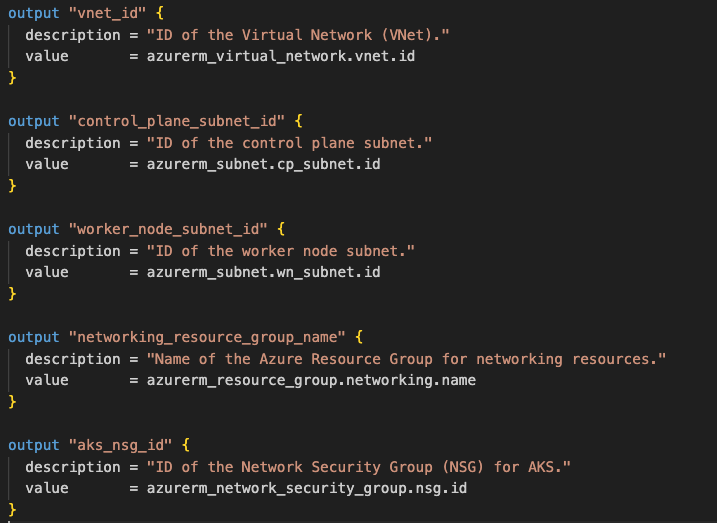 output "vnet_id" {
  description = "ID of the Virtual Network (VNet)."
  value       = azurerm_virtual_network.vnet.id
}

output "control_plane_subnet_id" {
  description = "ID of the control plane subnet."
  value       = azurerm_subnet.cp_subnet.id
}

output "worker_node_subnet_id" {
  description = "ID of the worker node subnet."
  value       = azurerm_subnet.wn_subnet.id
}

output "networking_resource_group_name" {
  description = "Name of the Azure Resource Group for networking resources."
  value       = azurerm_resource_group.networking.name
}

output "aks_nsg_id" {
  description = "ID of the Network Security Group (NSG) for AKS."
  value       = azurerm_network_security_group.nsg.id
}